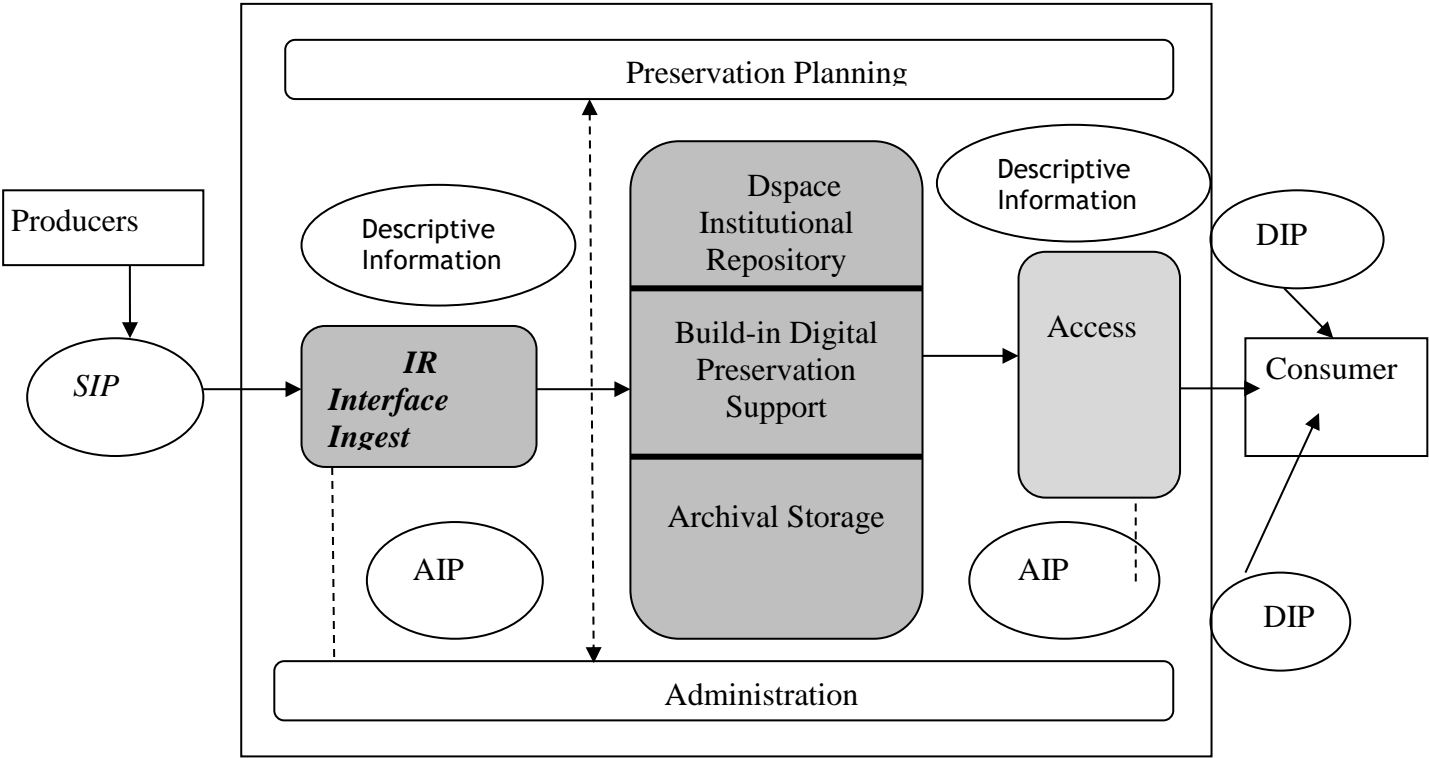 Preservation Planning
Producers
SIP
Descriptive
Information
IR
Interface
Ingest
AIP
Dspace
Institutional
Repository
Build-in Digital
Preservation
Support
Archival Storage
Descriptive
Information
Access
AIP
DIP
Consumer
DIP
Administration